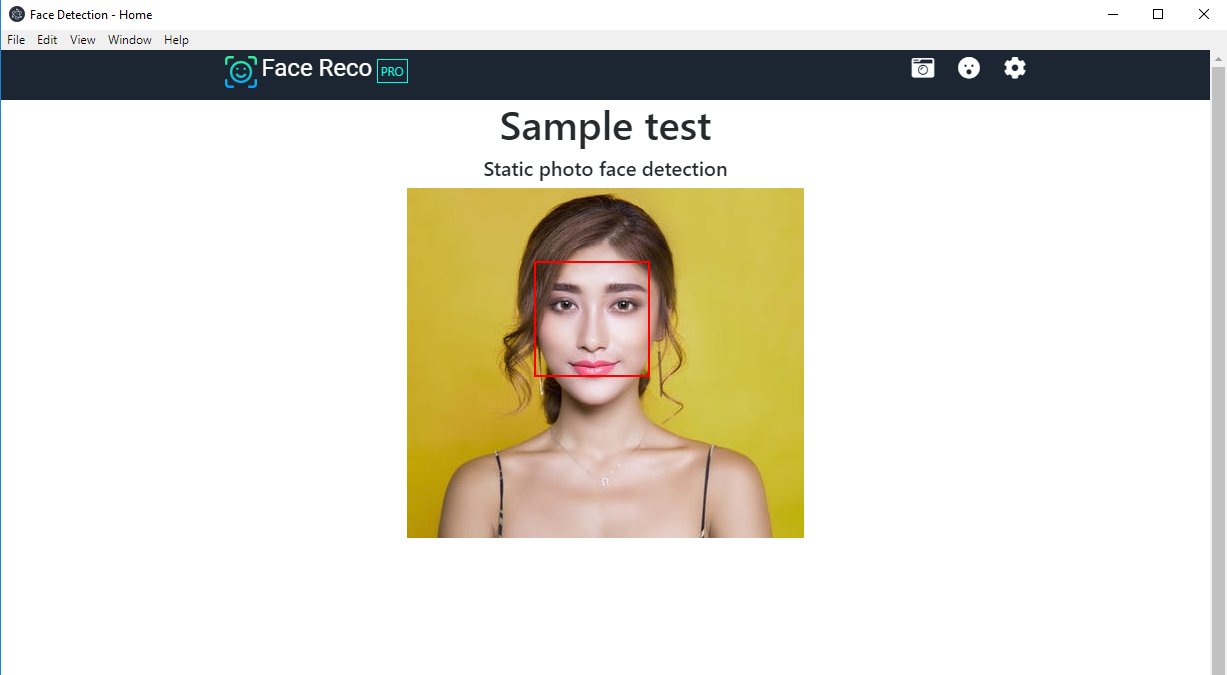 Face Detection - Home
File Edit View Window Help
Face Reco PRO
Sample test
Static photo face detection